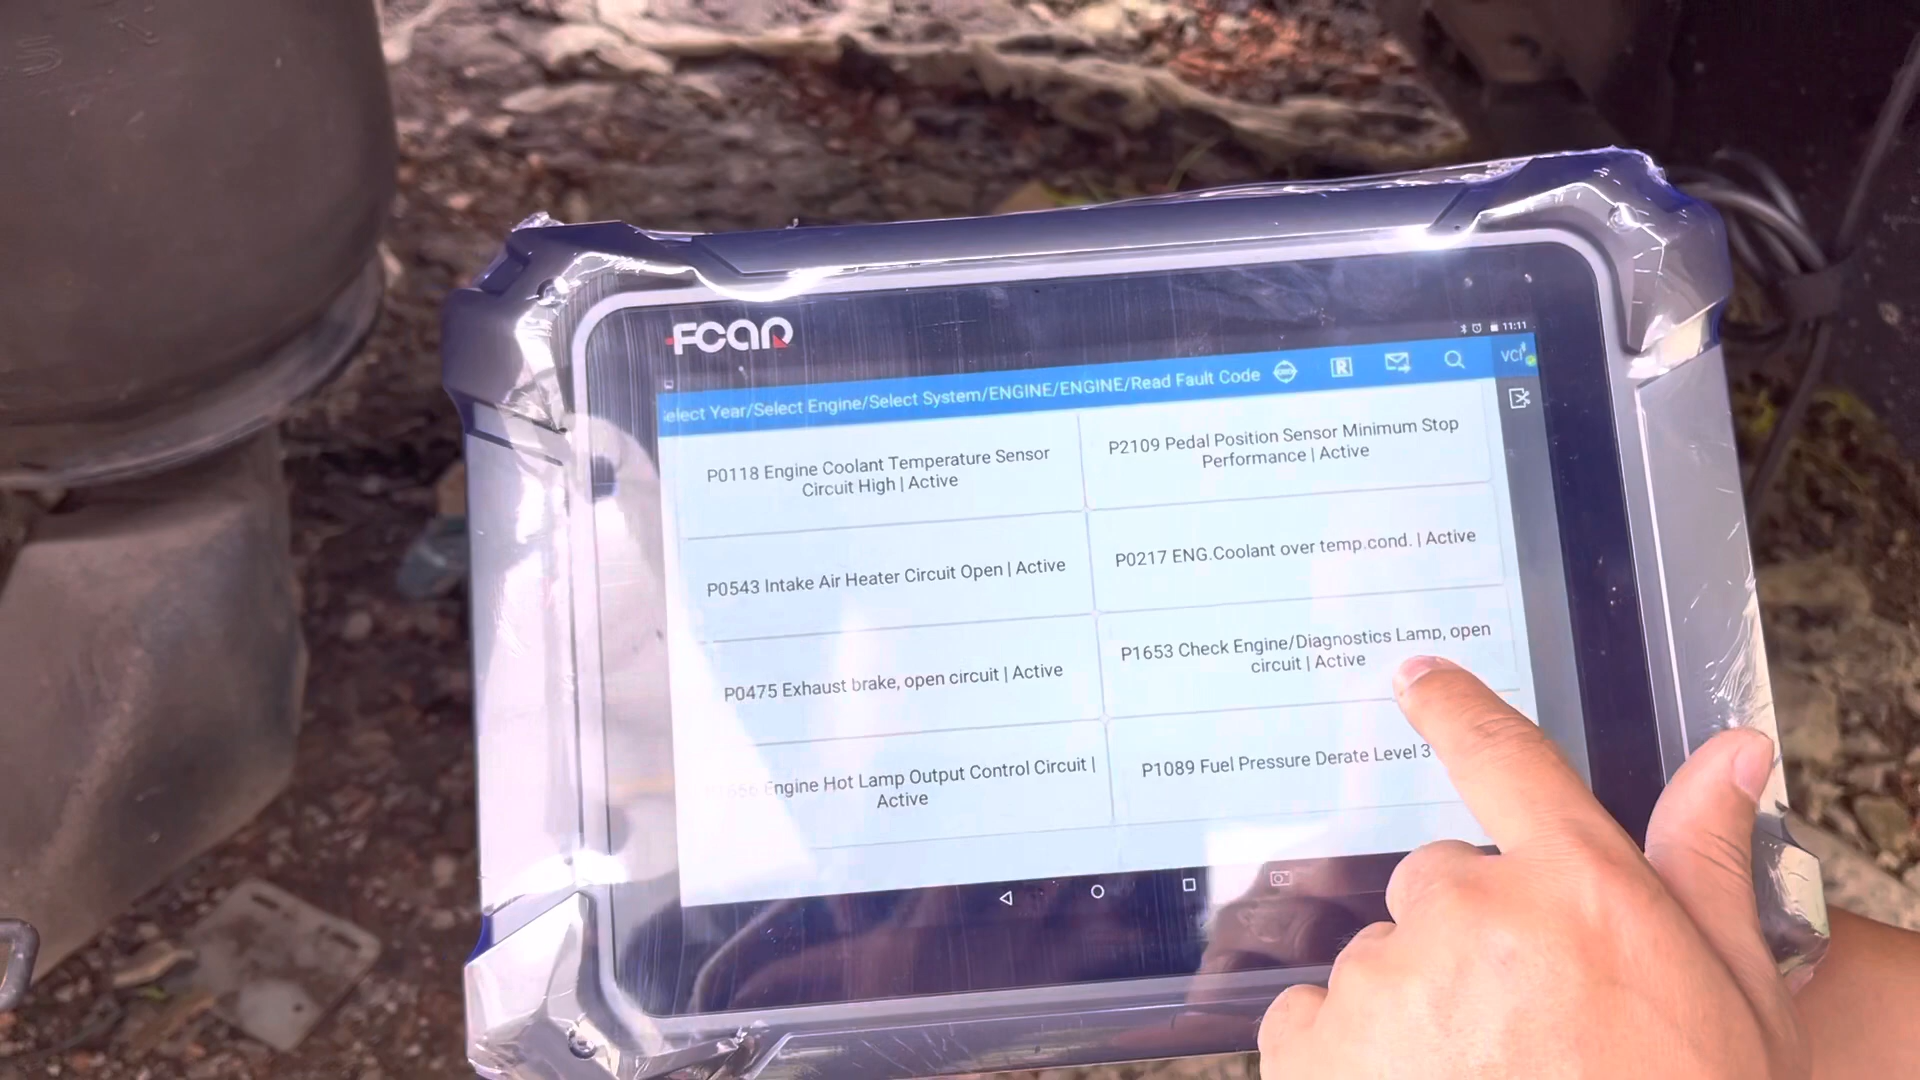 FCAR
11:11
elect Year/Select Engine/Select System/ENGINE/ENGINE/Read Fault Code
R
VCI
P0118 Engine Coolant Temperature Sensor
Circuit High | Active
P2109 Pedal Position Sensor Minimum Stop
Performance | Active
P0543 Intake Air Heater Circuit Open | Active
P0217 ENG.Coolant over temp.cond. | Active
P0475 Exhaust brake, open circuit | Active
P1653 Check Engine/Diagnostics Lamp, open
circuit | Active
Engine Hot Lamp Output Control Circuit |
Active
P1089 Fuel Pressure Derate Level 3